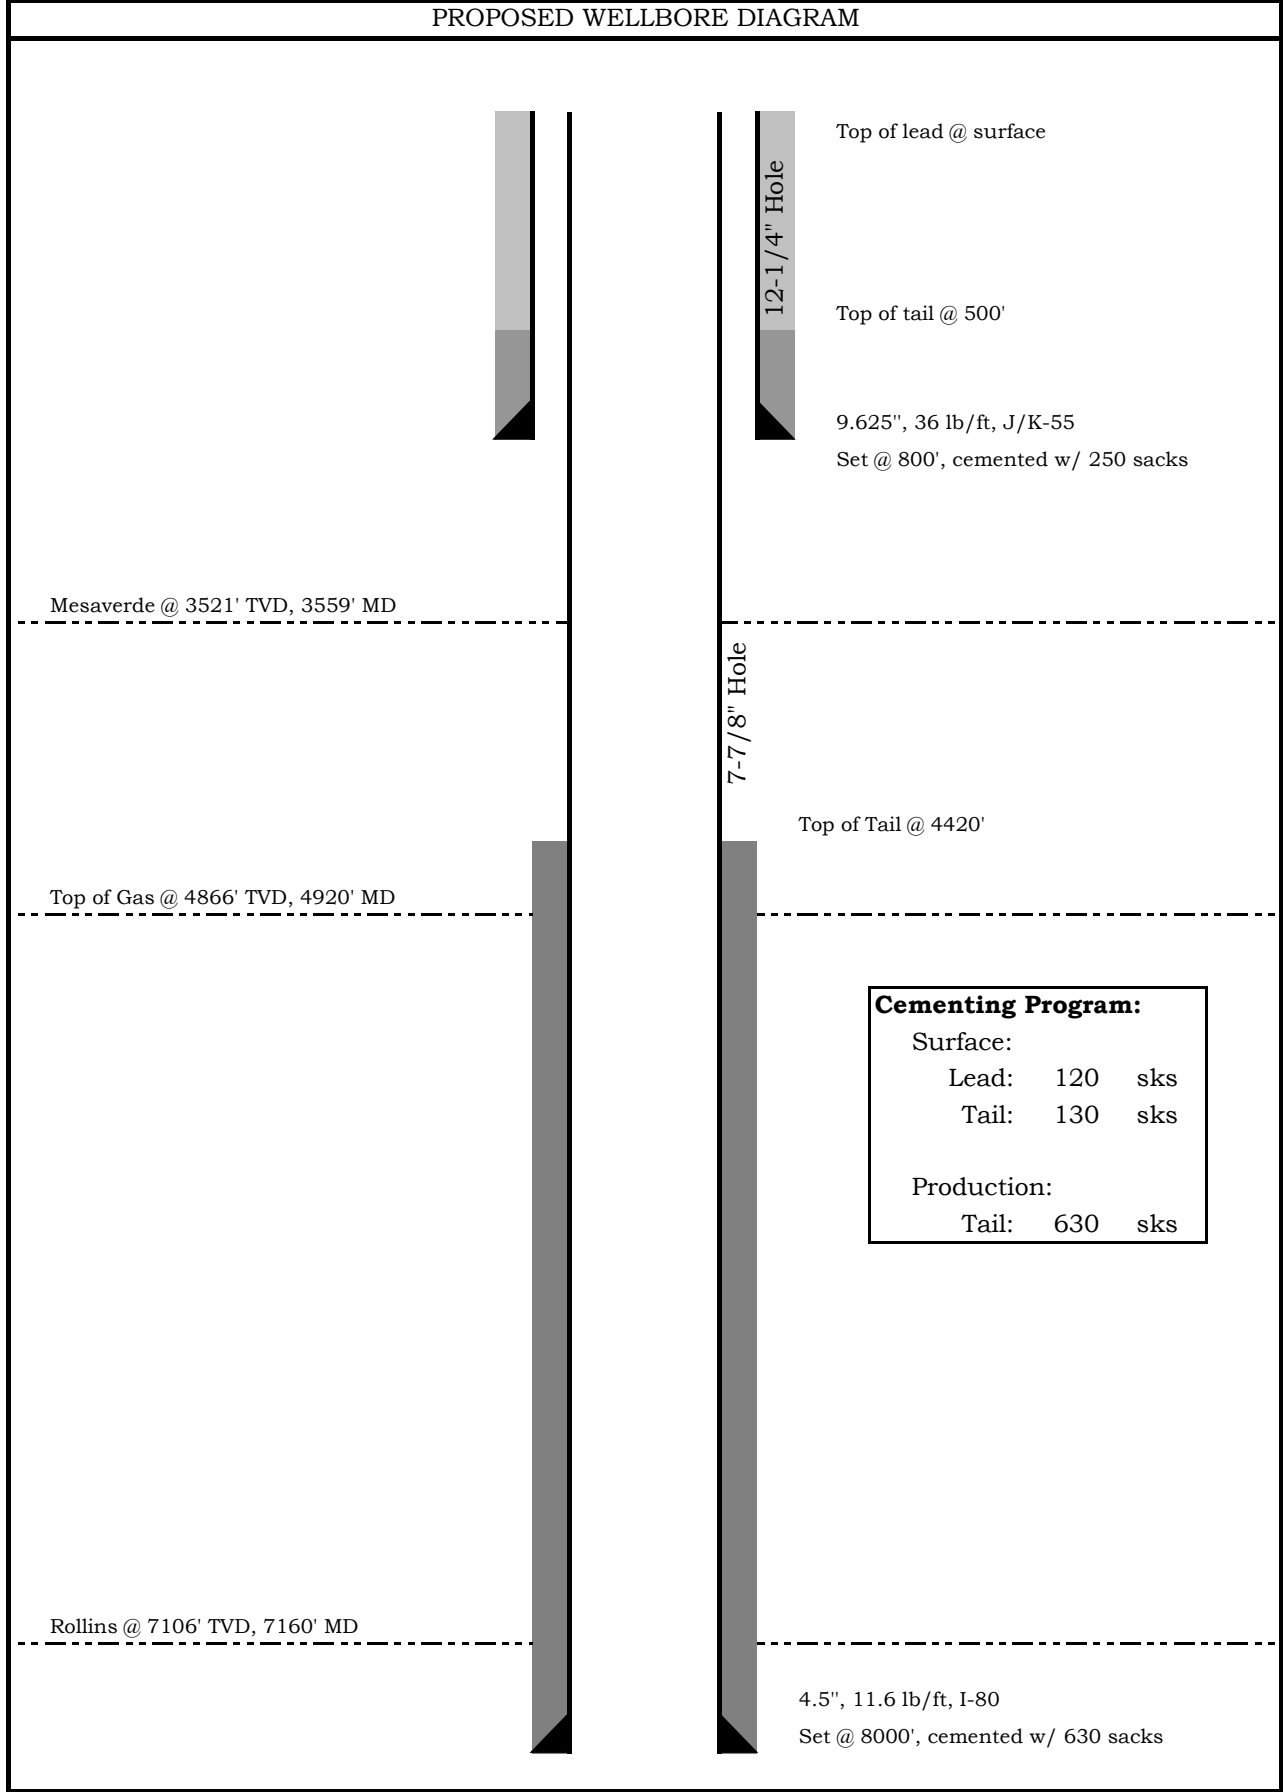 PROPOSED WELLBORE DIAGRAM
Top of lead @ surface
12-1/4" Hole
Top of tail @ 500'
9.625", 36 lb/ft, J/K-55
Set @ 800', cemented w/ 250 sacks
Mesaverde @ 3521' TVD, 3559' MD
7-7/8" Hole
Top of Tail @ 4420'
Top of Gas @ 4866' TVD, 4920' MD
Cementing Program:
Surface:
Lead: 120 sks
Tail: 130 sks
Production:
Tail: 630 sks
Rollins @ 7106' TVD, 7160' MD
4.5", 11.6 lb/ft, I-80
Set @ 8000', cemented w/ 630 sacks